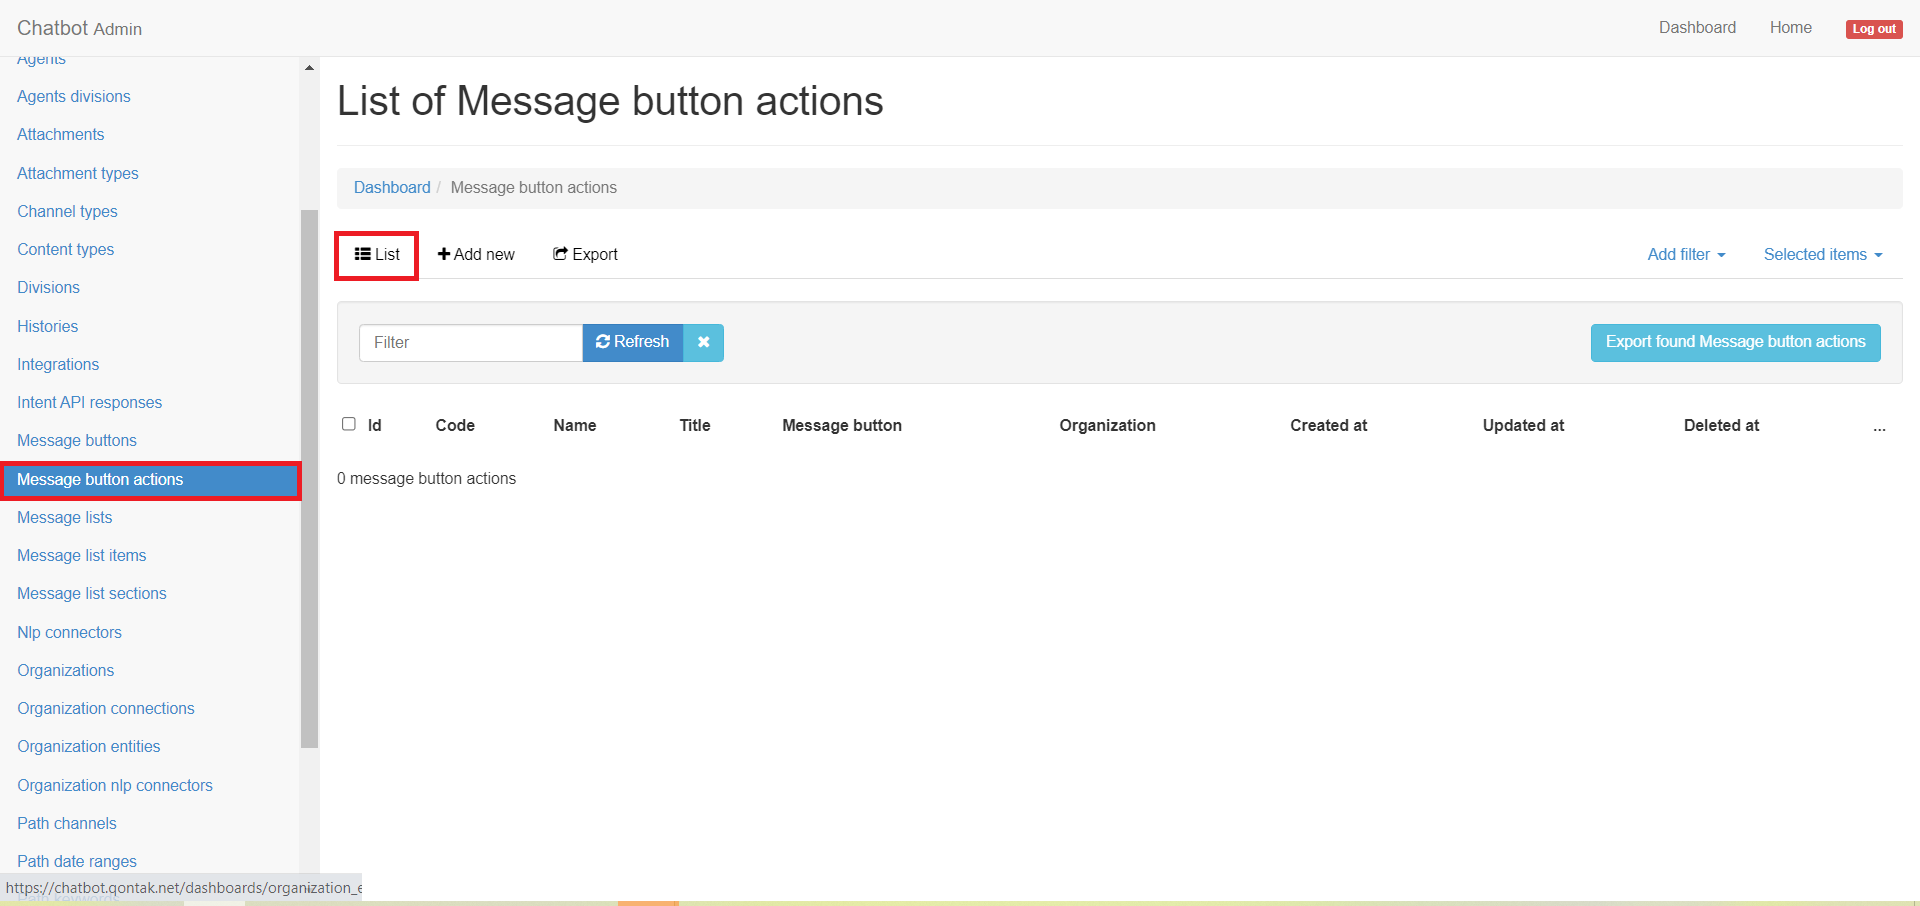 Chatbot Admin
Dashboard
Home
Log out
Agents
Agents divisions
Attachments
Attachment types
Channel types
Content types
Divisions
Histories
Integrations
Intent API responses
Message buttons
Message button actions
Message lists
Message list items
Message list sections
Nlp connectors
Organizations
Organization connections
Organization entities
Organization nlp connectors
Path channels
Path date ranges
Path keywords
https://chatbot.qontak.net/dashboards/organization_e
List of Message button actions
Dashboard / Message button actions
List
Add new
Export
Add filter
Selected items
Filter
Refresh
Export found Message button actions
Id Code Name Title Message button Organization Created at Updated at Deleted at ...
0 message button actions